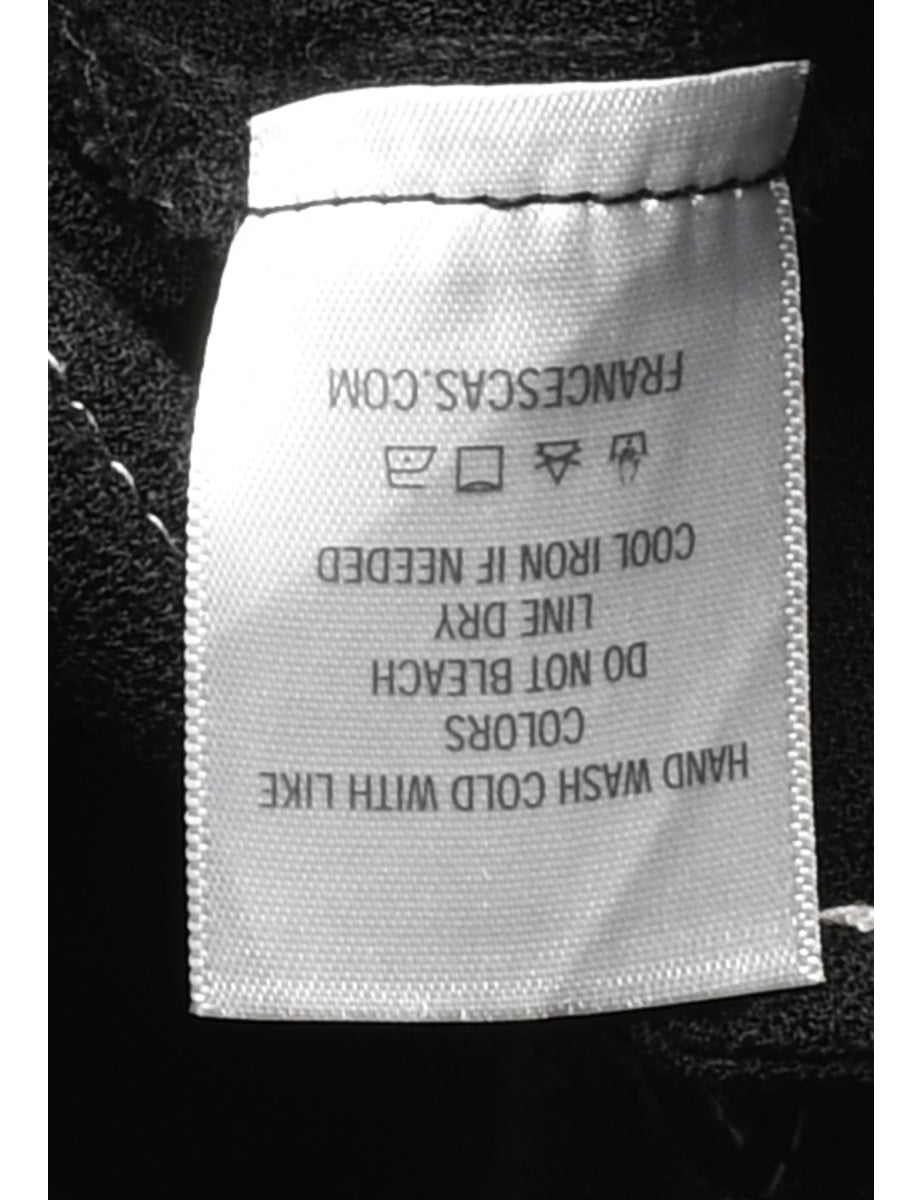 HAND WASH COLD WITH LIKE
COLORS
DO NOT BLEACH
LINE DRY
COOL IRON IF NEEDED
FRANCESCAS.COM